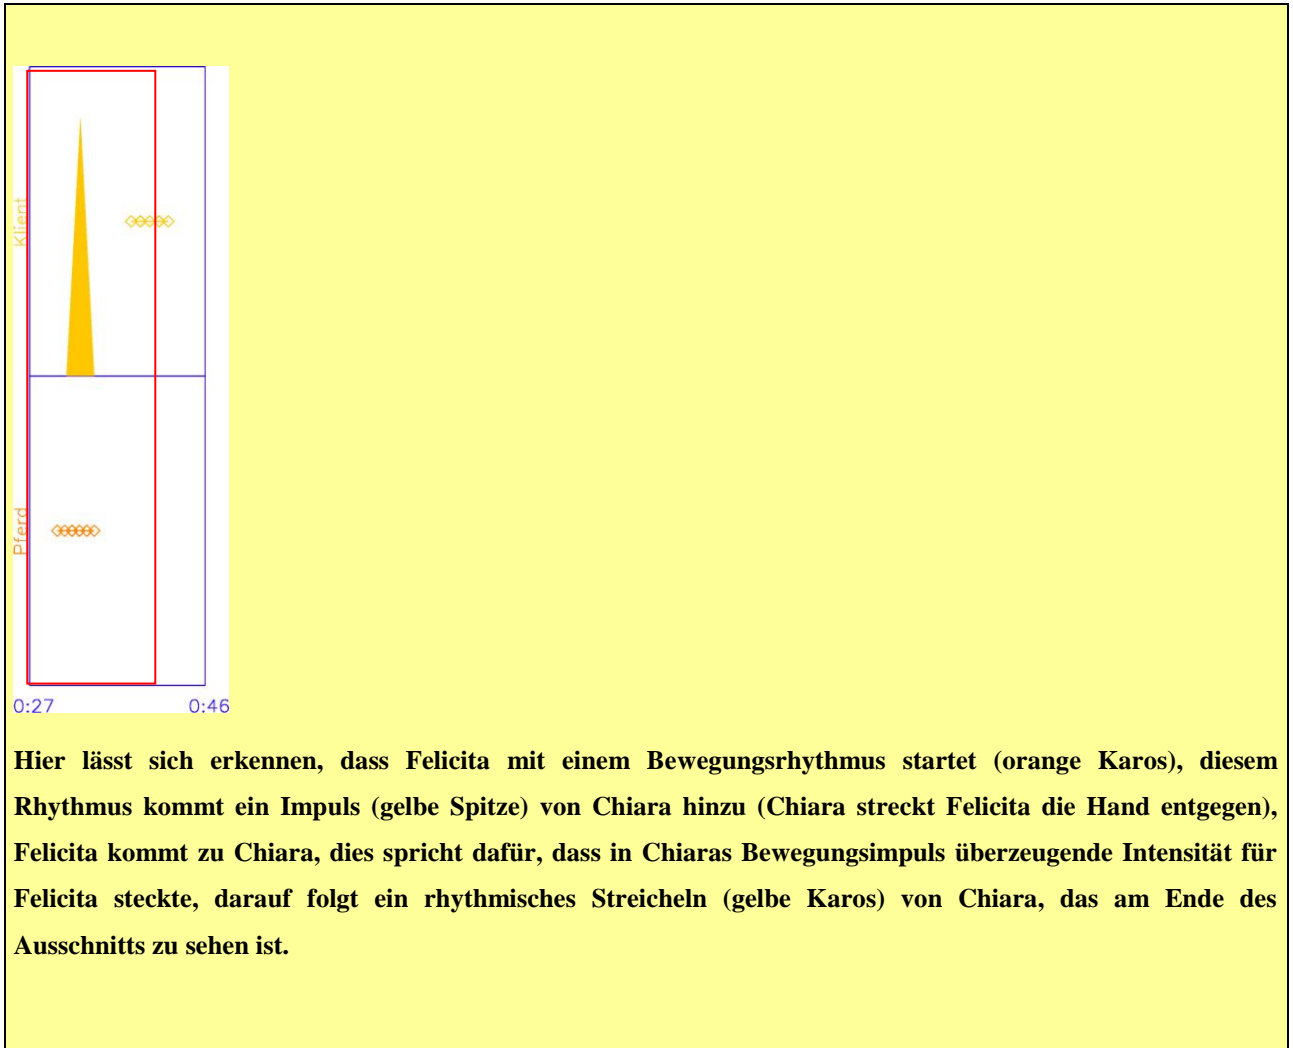 Klient
Pferd
0:27 0:46
Hier lässt sich erkennen, dass Felicita mit einem Bewegungsrhythmus startet (orange Karos), diesem
Rhythmus kommt ein Impuls (gelbe Spitze) von Chiara hinzu (Chiara streckt Felicita die Hand entgegen),
Felicita kommt zu Chiara, dies spricht dafür, dass in Chiaras Bewegungsimpuls überzeugende Intensität für
Felicita steckte, darauf folgt ein rhythmisches Streicheln (gelbe Karos) von Chiara, das am Ende des
Ausschnitts zu sehen ist.